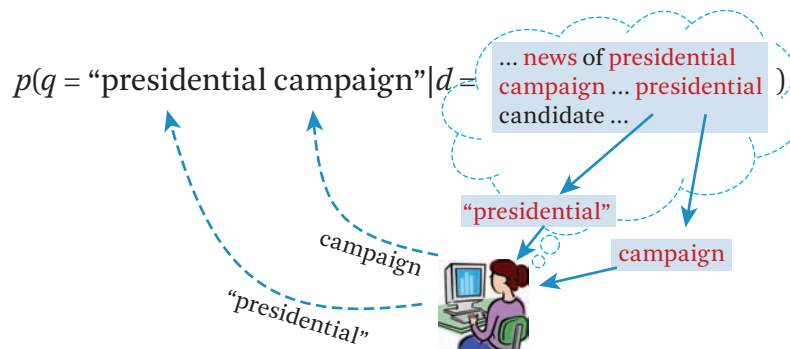 … news of presidential
p(q = “presidential campaign”|d = campaign … presidential )
candidate …
“presidential”
campaign
campaign
“presidential”